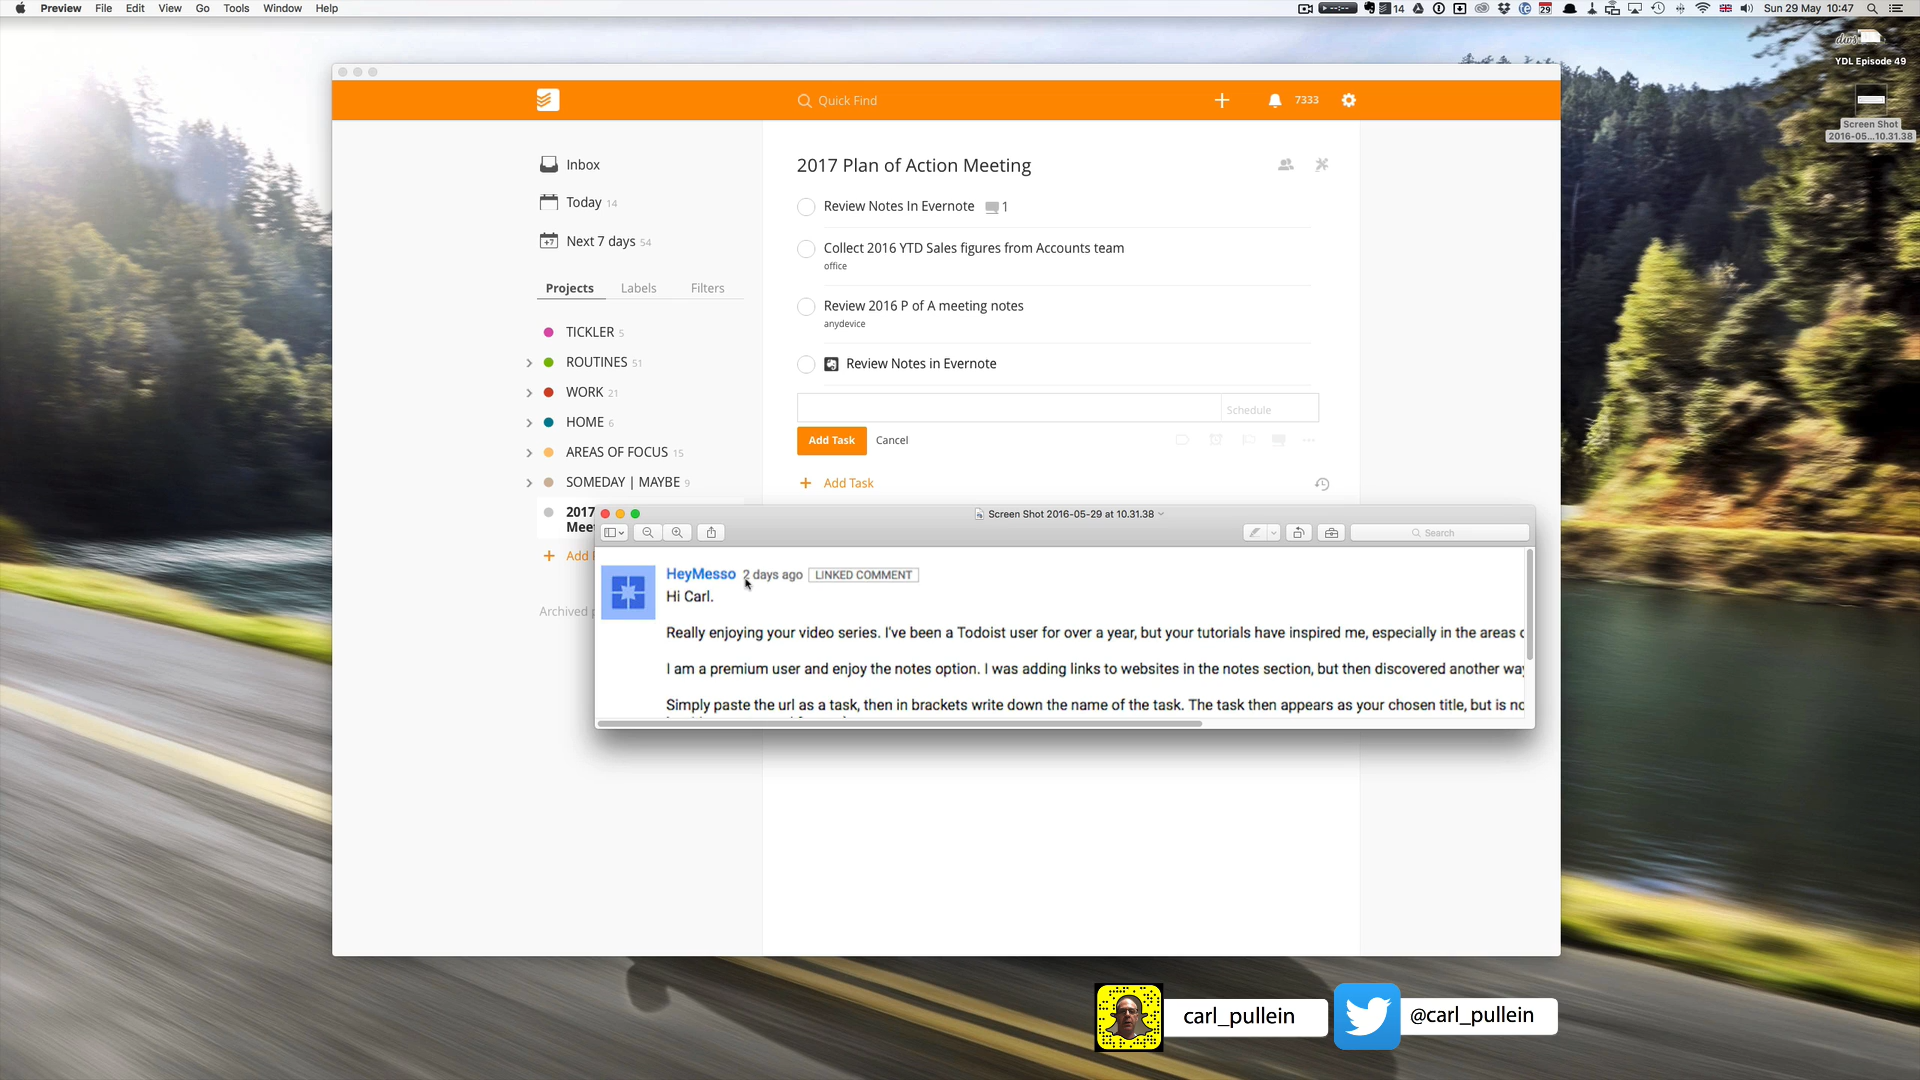 Preview File Edit View Go Tools Window Help
14
29
Sun 29 May 10:47
YDL Episode 49
Screen Shot
2016-05...10.31.38
Quick Find
7333
Inbox
Today 14
Next 7 days 54
Projects Labels Filters
TICKLER 5
ROUTINES 51
WORK 21
HOME 6
AREAS OF FOCUS 15
SOMEDAY | MAYBE 9
2017
Mee
Add
Archived
2017 Plan of Action Meeting
Review Notes In Evernote 1
Collect 2016 YTD Sales figures from Accounts team
office
Review 2016 P of A meeting notes
anydevice
Review Notes in Evernote
Schedule
Add Task Cancel
Add Task
Screen Shot 2016-05-29 at 10.31.38
Search
HeyMesso 2 days ago LINKED COMMENT
Hi Carl.
Really enjoying your video series. I've been a Todoist user for over a year, but your tutorials have inspired me, especially in the areas
I am a premium user and enjoy the notes option. I was adding links to websites in the notes section, but then discovered another way
Simply paste the url as a task, then in brackets write down the name of the task. The task then appears as your chosen title, but is no
carl_pullein
@carl_pullein